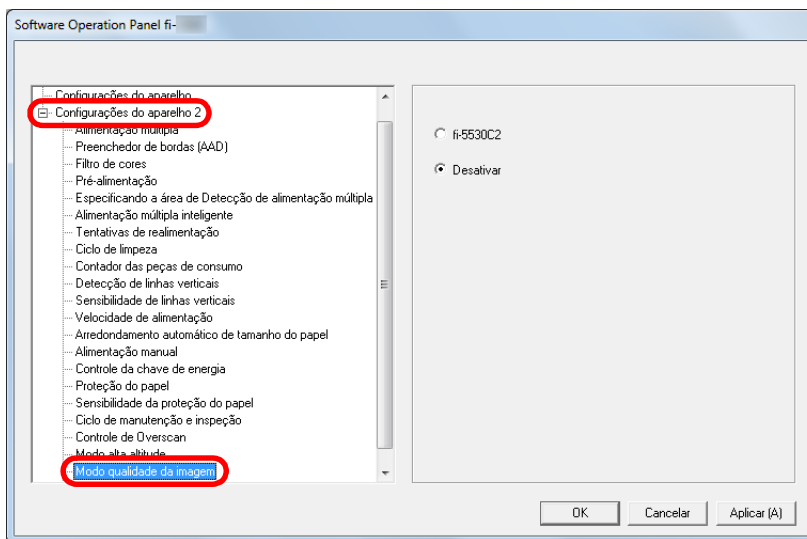 Software Operation Panel fi-
Configurações do aparelho
Configurações do aparelho 2
Alimentação múltipla
Preenchedor de bordas (AAD)
Filtro de cores
Pré-alimentação
Especificando a área de Detecção de alimentação múltipla
Alimentação múltipla inteligente
Tentativas de realimentação
Ciclo de limpeza
Contador das peças de consumo
Detecção de linhas verticais
Sensibilidade de linhas verticais
Velocidade de alimentação
Arredondamento automático de tamanho do papel
Alimentação manual
Controle da chave de energia
Proteção do papel
Sensibilidade da proteção do papel
Ciclo de manutenção e inspeção
Controle de Overscan
Modo alta altitude
Modo qualidade da imagem
fi-5530C2
Desativar
OK
Cancelar
Aplicar (A)